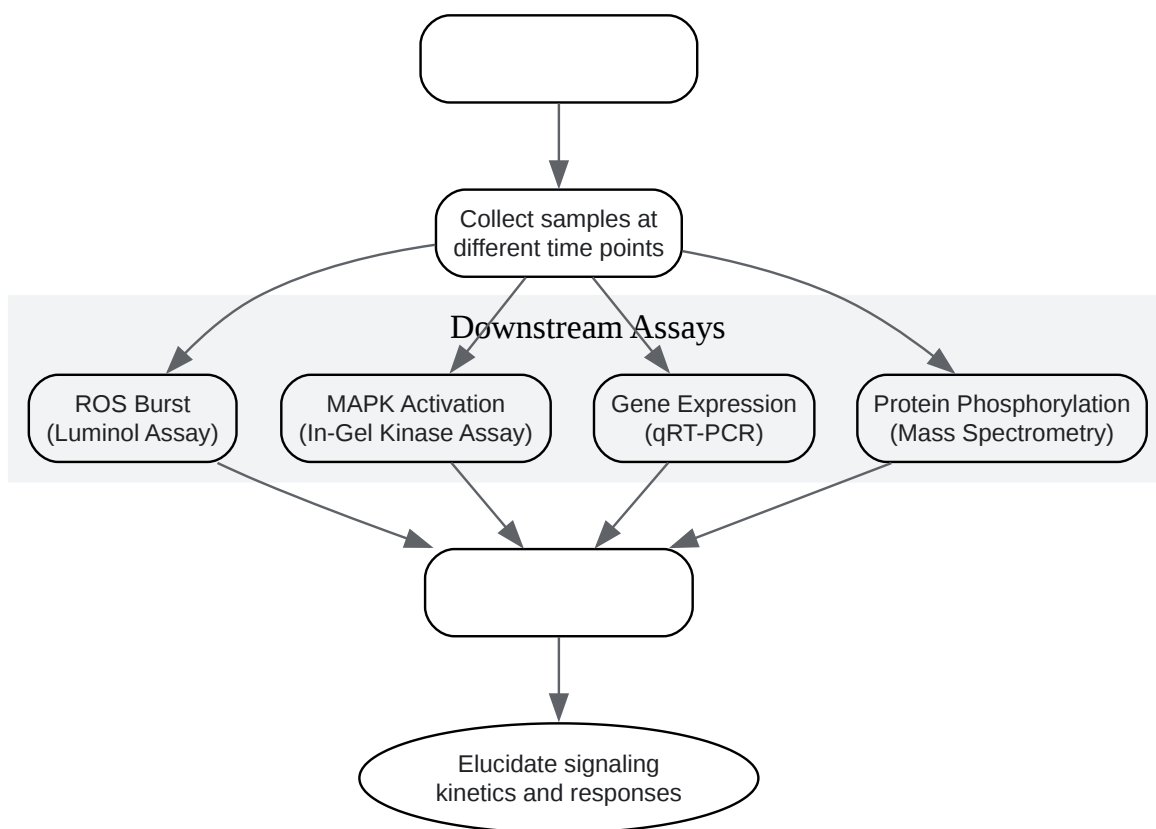 Collect samples at
different time points
Downstream Assays
ROS Burst
(Luminol Assay)
MAPK Activation
(In-Gel Kinase Assay)
Gene Expression
(qRT-PCR)
Protein Phosphorylation
(Mass Spectrometry)
Elucidate signaling
kinetics and responses